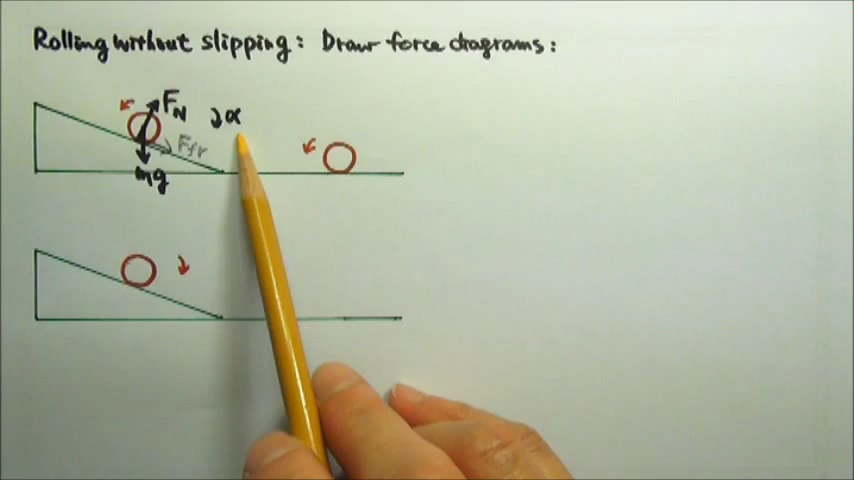 Rolling without slipping: Draw force diagrams:
FN
α
Ffr
mg